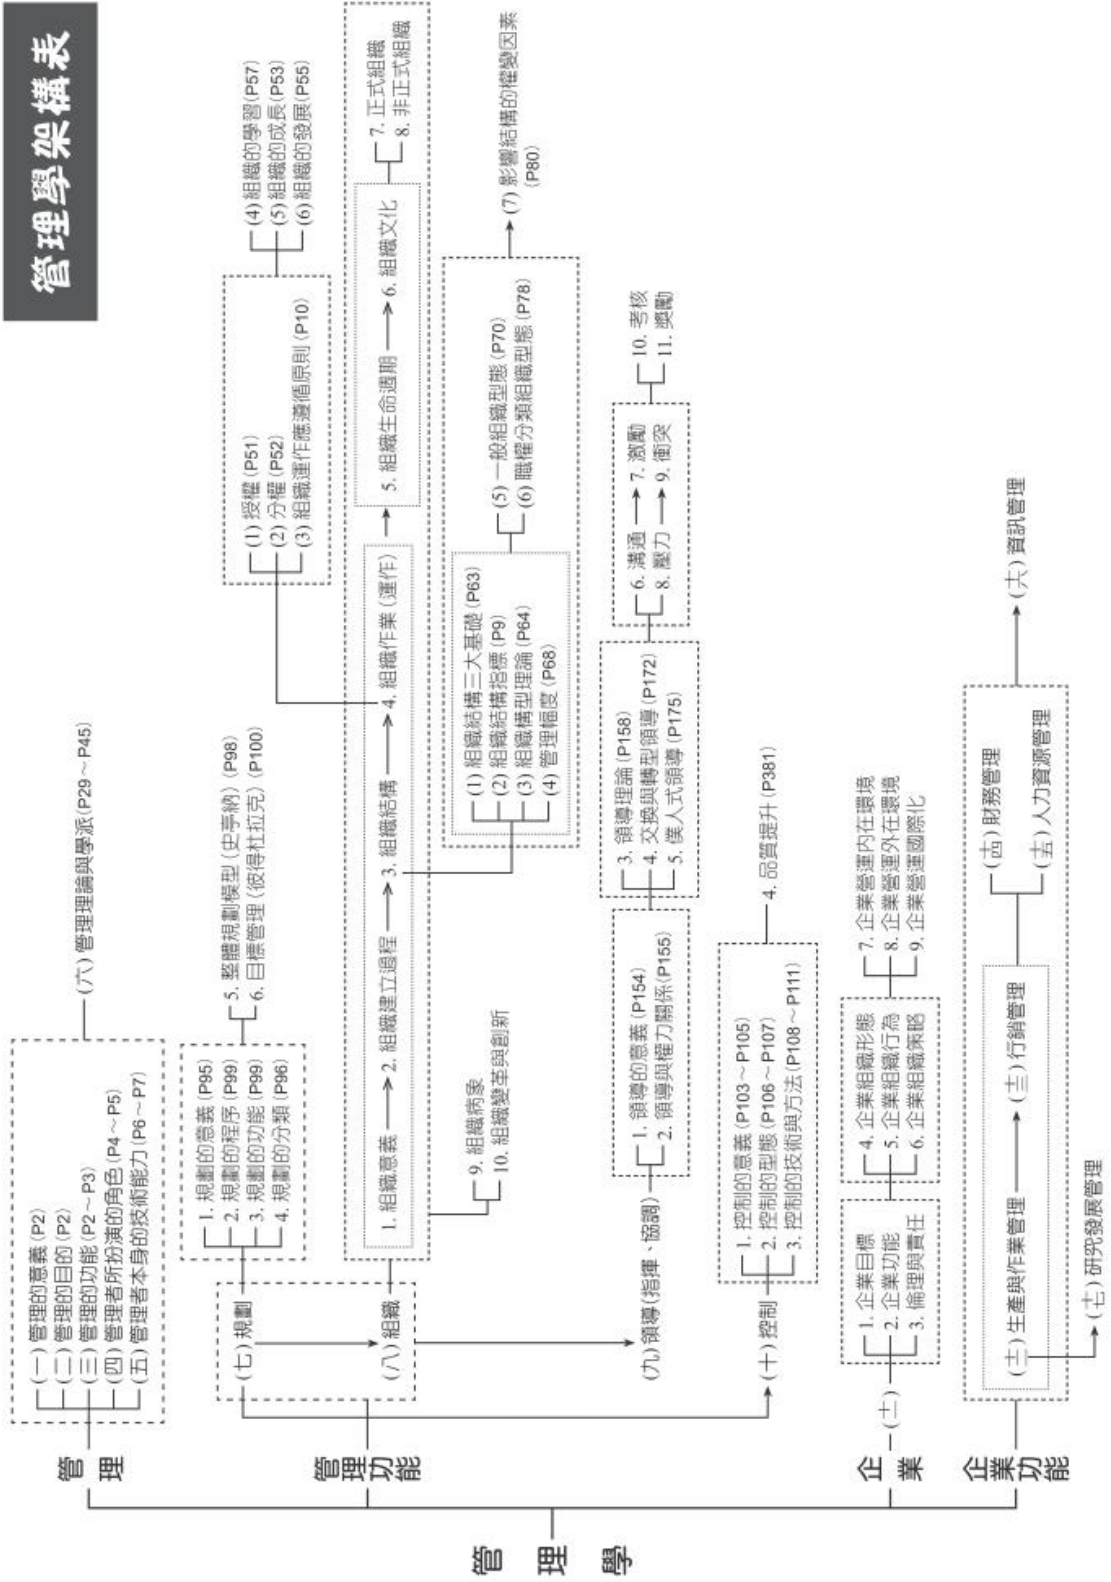 管理學架構表
管理學
管理
(一) 管理的意義(P2)
(二) 管理的目的(P2)
(三) 管理的功能(P2～P3)
(四) 管理者所扮演的角色(P4～P5)
(五) 管理者本身的技術能力(P6～P7)
(六) 管理理論與學派(P29～P45)
管理功能
(七) 規劃
1. 規劃的意義(P95)
2. 規劃的程序(P99)
3. 規劃的功能(P99)
4. 規劃的分類(P96)
5. 整體規劃模型(史亭納)(P98)
6. 目標管理(彼得杜拉克)(P100)
(八) 組織
1. 組織意義
2. 組織建立過程
3. 組織結構
4. 組織作業(運作)
5. 組織生命週期
6. 組織文化
7. 正式組織
8. 非正式組織
9. 組織病象
10. 組織變革與創新
(1) 授權(P51)
(2) 分權(P52)
(3) 組織運作應遵循原則(P10)
(4) 組織的學習(P57)
(5) 組織的成長(P53)
(6) 組織的發展(P55)
(1) 組織結構三大基礎(P63)
(2) 組織結構指標(P9)
(3) 組織構型理論(P64)
(4) 管理幅度(P68)
(5) 一般組織型態(P70)
(6) 職權分類組織型態(P78)
(7) 影響結構的權變因素
(P80)
(九) 領導(指揮、協調)
1. 領導的意義(P154)
2. 領導與權力關係(P155)
3. 領導理論(P158)
4. 交換與轉型領導(P172)
5. 僕人式領導(P175)
6. 溝通
7. 激勵
8. 壓力
9. 衝突
10. 考核
11. 獎勵
(十) 控制
1. 控制的意義(P103～P105)
2. 控制的型態(P106～P107)
3. 控制的技術與方法(P108～P111)
4. 品質提升(P381)
企業
(十一)
1. 企業目標
2. 企業功能
3. 倫理與責任
4. 企業組織形態
5. 企業組織行為
6. 企業組織策略
7. 企業營運內在環境
8. 企業營運外在環境
9. 企業營運國際化
企業功能
(十二) 生產與作業管理
(十三) 行銷管理
(十四) 財務管理
(十五) 人力資源管理
(十六) 資訊管理
(十七) 研究發展管理